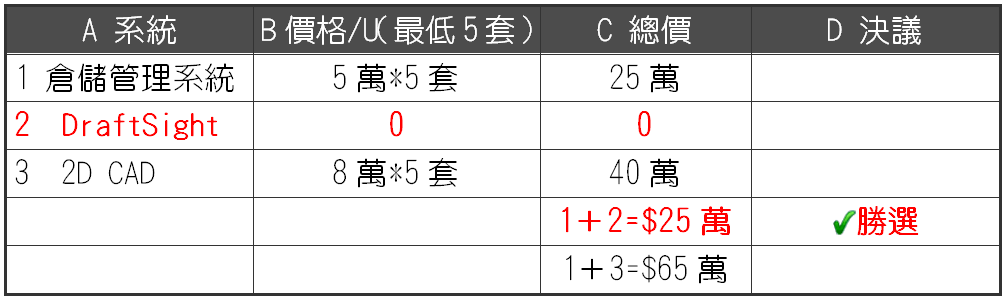 A 系統 B 價格/U(最低5套) C 總價 D 決議
1 倉儲管理系統 5萬*5套 25萬
2 DraftSight 0 0
3 2D CAD 8萬*5套 40萬
1＋2=$25萬 ✔勝選
1＋3=$65萬